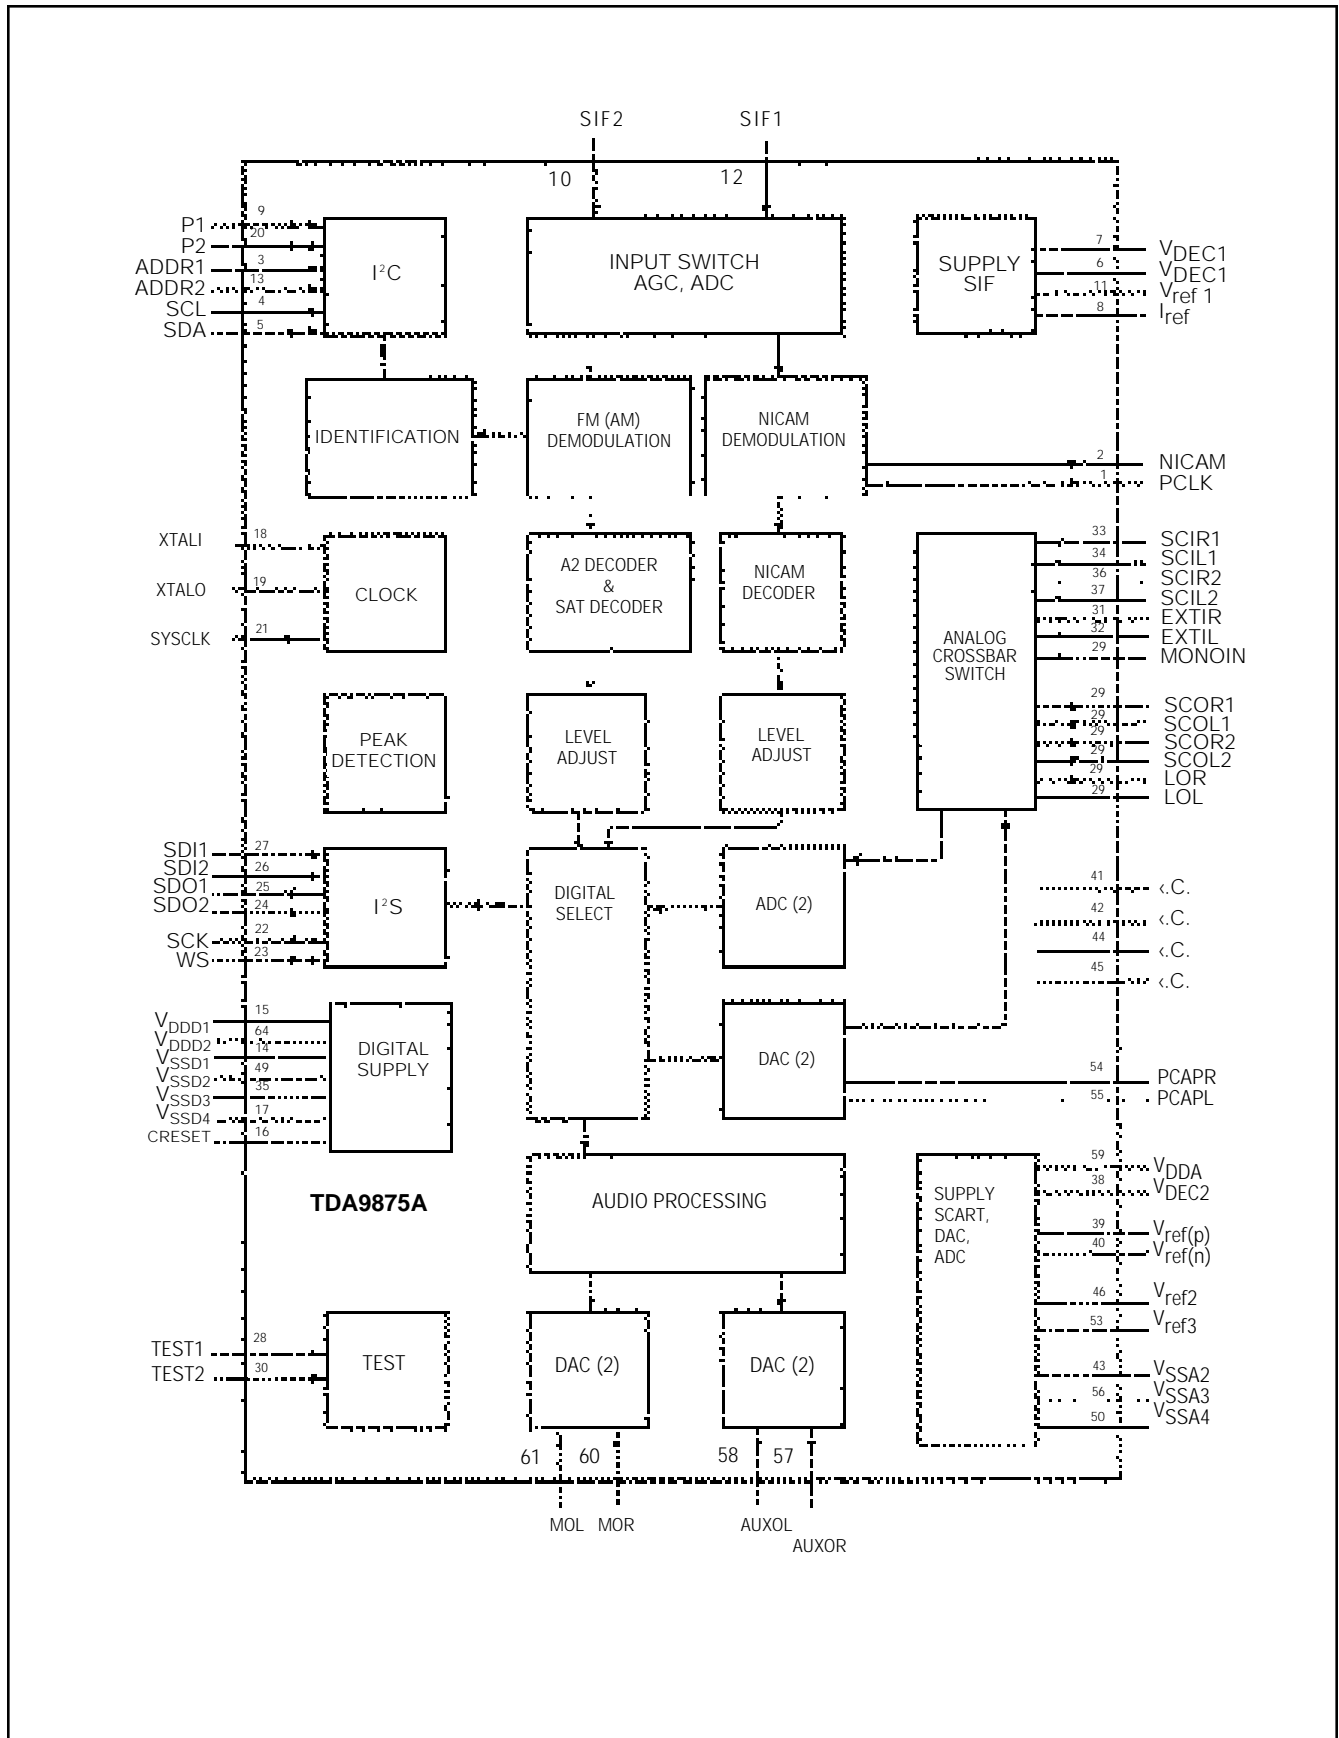 SIF2 SIF1
10 12
P1 9
P2 20
ADDR1 3
ADDR2 13
SCL 4
SDA 5
I²C
INPUT SWITCH
AGC, ADC
SUPPLY
SIF
7 VDEC1
6 VDEC1
11 Vref 1
8 Iref
IDENTIFICATION
FM (AM)
DEMODULATION
NICAM
DEMODULATION
2 NICAM
1 PCLK
XTALI 18
XTALO 19
SYSCLK 21
CLOCK
A2 DECODER
&
SAT DECODER
NICAM
DECODER
ANALOG
CROSSBAR
SWITCH
33 SCIR1
34 SCIL1
36 SCIR2
37 SCIL2
31 EXTIR
32 EXTIL
29 MONOIN
29 SCOR1
29 SCOL1
29 SCOR2
29 SCOL2
29 LOR
29 LOL
PEAK
DETECTION
LEVEL
ADJUST
LEVEL
ADJUST
SDI1 27
SDI2 26
SDO1 25
SDO2 24
SCK 22
WS 23
I²S
DIGITAL
SELECT
ADC (2)
41 .C.
42 .C.
44 .C.
45 .C.
VDDD1 15
VDDD2 64
VSSD1 14
VSSD2 49
VSSD3 35
VSSD4 17
CRESET 16
DIGITAL
SUPPLY
DAC (2)
54 PCAPR
55 PCAPL
TDA9875A
AUDIO PROCESSING
SUPPLY
SCART,
DAC,
ADC
59 VDDA
38 VDEC2
39 Vref(p)
40 Vref(n)
46 Vref2
53 Vref3
43 VSSA2
56 VSSA3
50 VSSA4
TEST1 28
TEST2 30
TEST
DAC (2)
DAC (2)
61 60 58 57
MOL MOR AUXOL
AUXOR